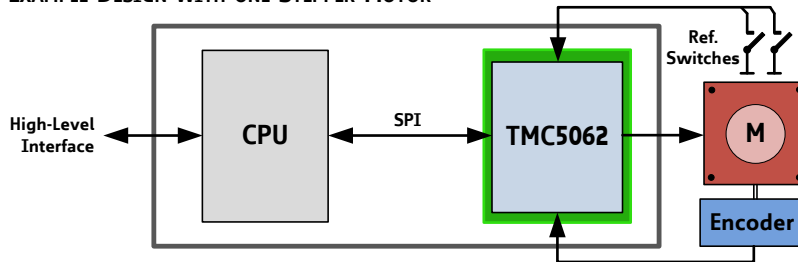 EXAMPLE DESIGN WITH ONE STEPPER MOTOR
Ref.
Switches
High-Level
Interface
CPU
SPI
TMC5062
M
Encoder